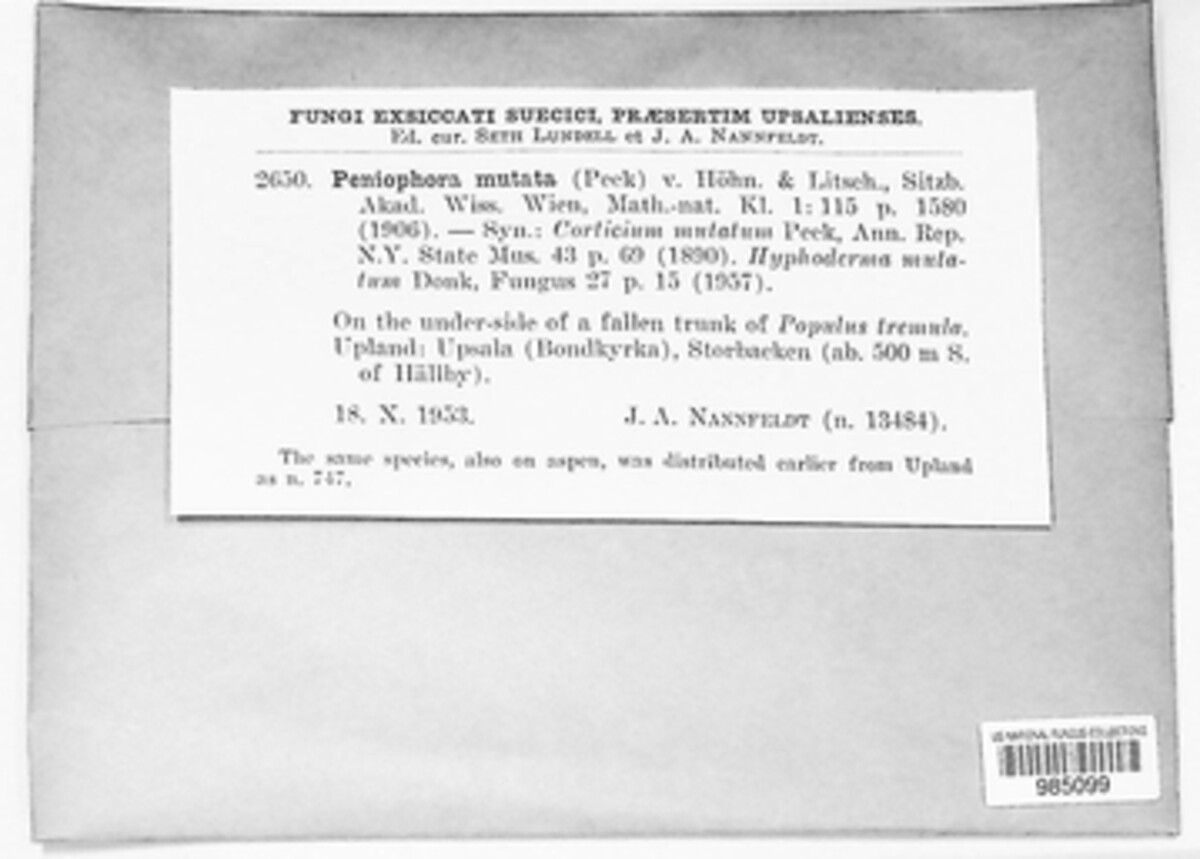 FUNGI EXSICCATI SUECICI, PRÆSERTIM UPSALIENSES.
Ed. cur. SETH LUNDELL et J. A. NANNFELDT.
2650. Peniophora mutata (Peck) v. Höhn. & Litsch., Sitzb.
Akad. Wiss. Wien, Math.-nat. Kl. 1: 115 p. 1580
(1906). — Syn.: Corticium mutatum Peck, Ann. Rep.
N.Y. State Mus. 43 p. 69 (1890). Hyphoderma muta-
tum Donk, Fungus 27 p. 15 (1957).
On the under-side of a fallen trunk of Populus tremula.
Upland: Upsala (Bondkyrka), Storbacken (ab. 500 m S.
of Hällby).
18. X. 1953. J. A. NANNFELDT (n. 13484).
The same species, also on aspen, was distributed earlier from Upland
as n. 747.
US NATIONAL FUNGUS COLLECTIONS
985099